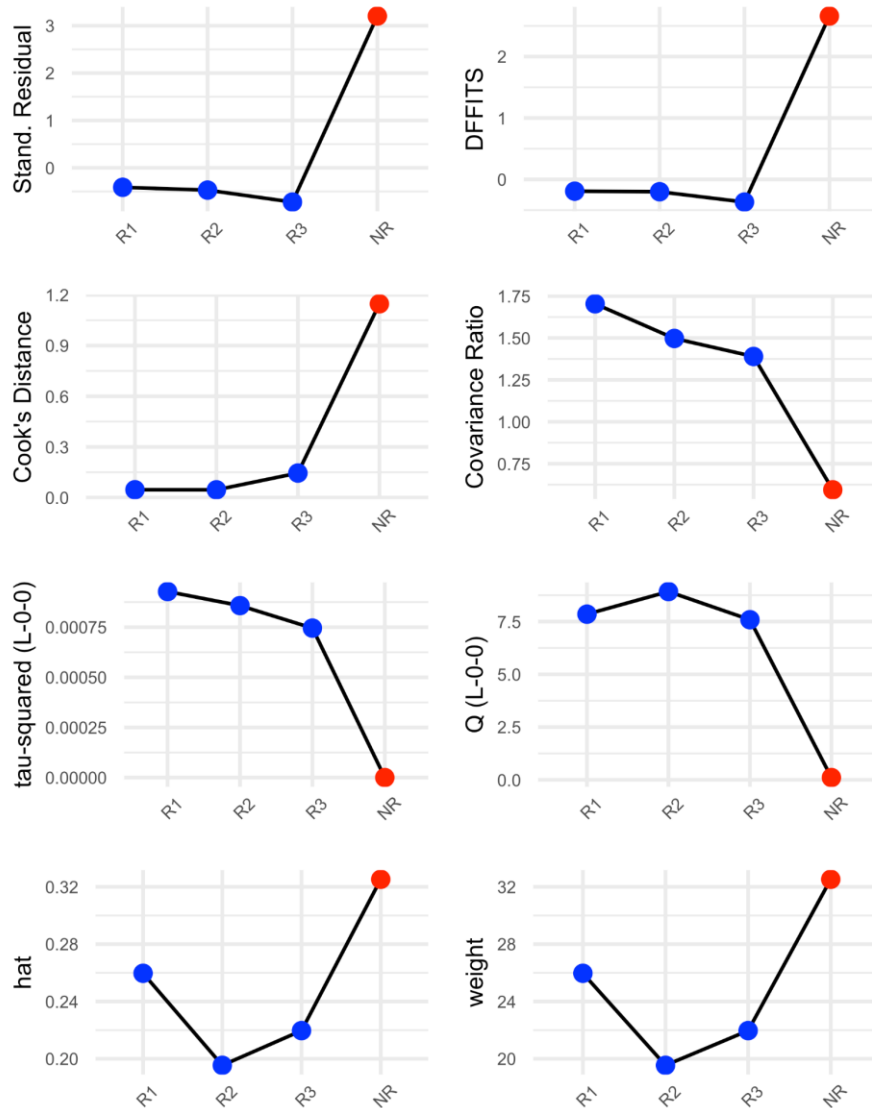 Stand. Residual
3
2
1
0
R1
R2
R3
NR
DFFITS
2
1
0
R1
R2
R3
NR
Cook's Distance
1.2
0.9
0.6
0.3
0.0
R1
R2
R3
NR
Covariance Ratio
1.75
1.50
1.25
1.00
0.75
R1
R2
R3
NR
tau-squared (L-0-0)
0.00075
0.00050
0.00025
0.00000
R1
R2
R3
NR
Q (L-0-0)
7.5
5.0
2.5
0.0
R1
R2
R3
NR
hat
0.32
0.28
0.24
0.20
R1
R2
R3
NR
weight
32
28
24
20
R1
R2
R3
NR